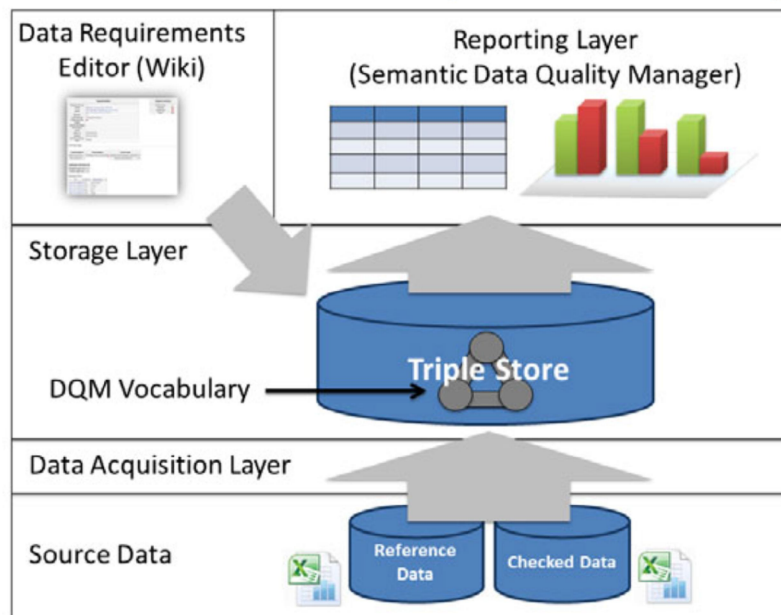 Data Requirements
Editor (Wiki)
Reporting Layer
(Semantic Data Quality Manager)
Storage Layer
Triple Store
DQM Vocabulary
Data Acquisition Layer
Source Data
Reference
Data
Checked Data